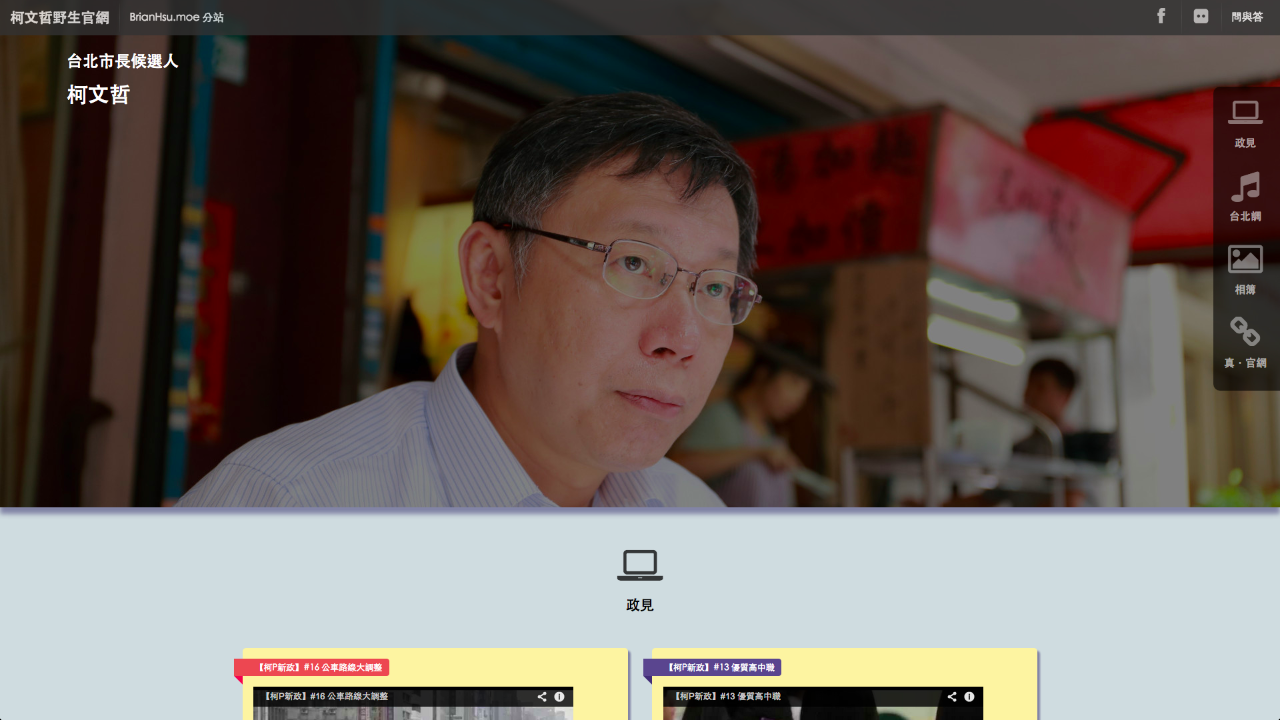 柯文哲野生官網
BrianHsu.moe 分站
問與答
台北市長候選人
柯文哲
政見
台北調
相簿
真・官網
政見
【柯P新政】#16 公車路線大調整
【柯P新政】#13 優質高中職
【柯P新政】#16 公車路線大調整
【柯P新政】#13 優質高中職